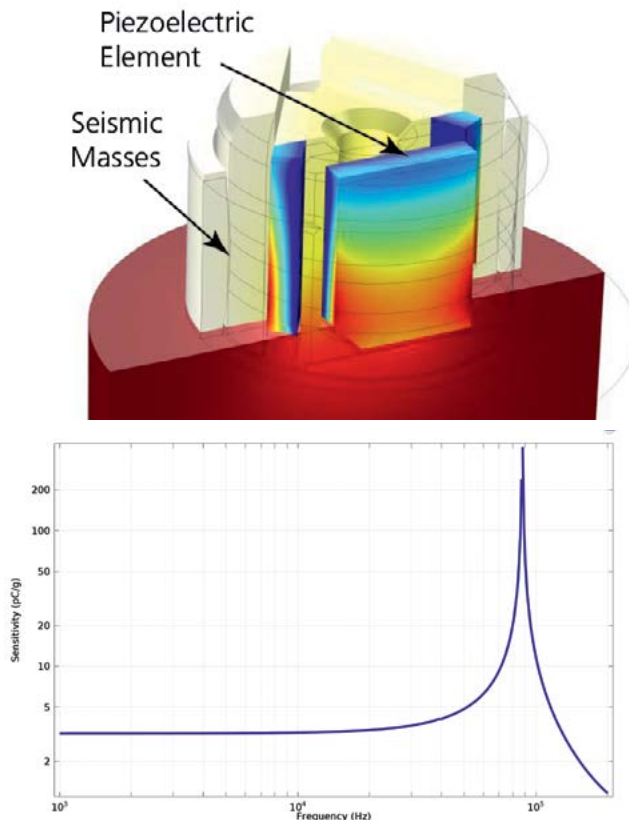 Piezoelectric
Element
Seismic
Masses
200
100
50
20
10
5
2
Sensitivity (pC/g)
10³ 10⁴ 10⁵
Frequency (Hz)